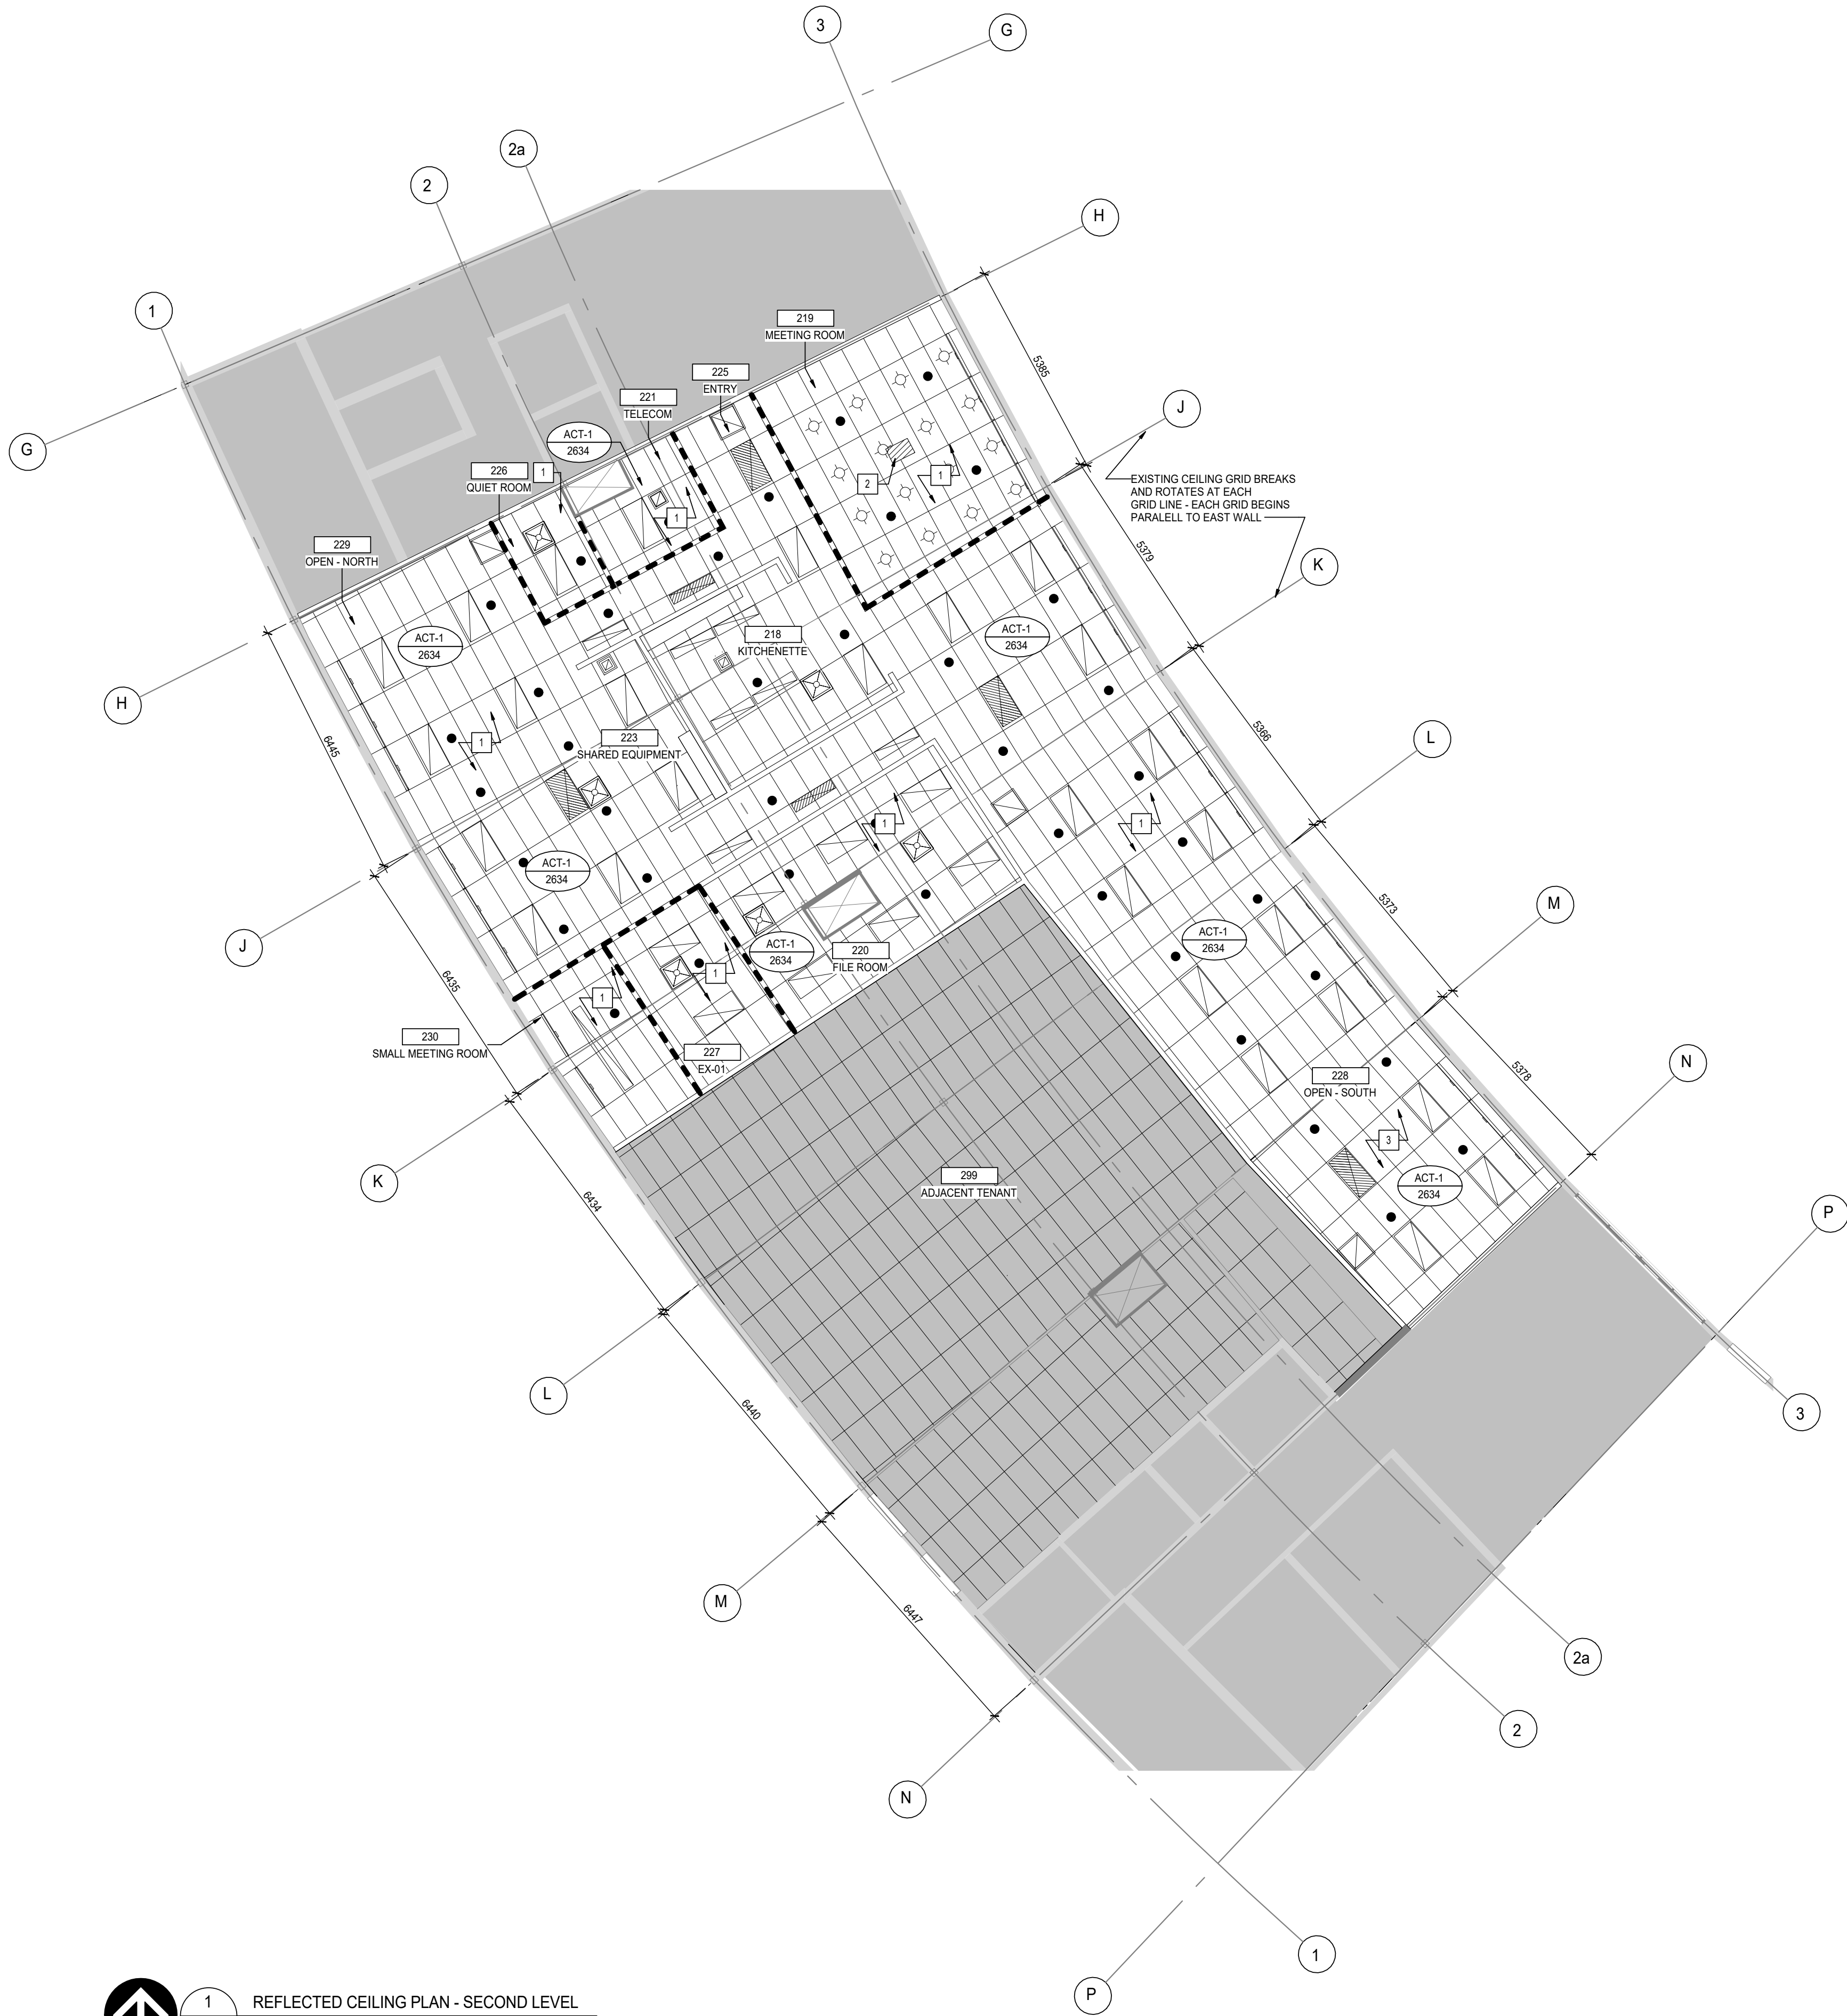 3
G
2a
2
H
1
219
MEETING ROOM
5385
225
ENTRY
221
TELECOM
J
ACT-1
2634
G
226
1
QUIET ROOM
2
1
EXISTING CEILING GRID BREAKS
AND ROTATES AT EACH
GRID LINE - EACH GRID BEGINS
PARALELL TO EAST WALL
1
229
OPEN - NORTH
5379
K
ACT-1
2634
218
KITCHENETTE
ACT-1
2634
H
6445
1
223
SHARED EQUIPMENT
5366
L
1
1
ACT-1
2634
5373
M
J
ACT-1
2634
220
FILE ROOM
ACT-1
2634
6435
1
1
230
SMALL MEETING ROOM
227
EX-01
228
OPEN - SOUTH
5378
N
3
K
299
ADJACENT TENANT
ACT-1
2634
6434
P
L
6440
3
M
6447
2a
2
N
1
P
1
REFLECTED CEILING PLAN - SECOND LEVEL